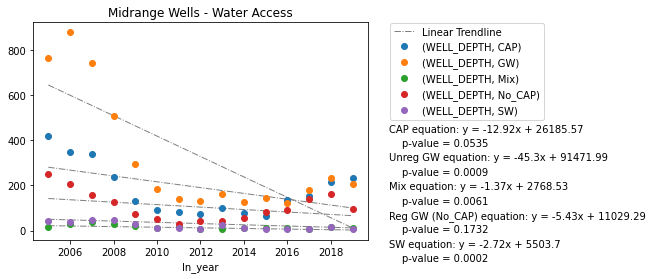 Midrange Wells - Water Access
800
600
400
200
0
2006
2008
2010
2012
2014
2016
2018
In_year
Linear Trendline
(WELL_DEPTH, CAP)
(WELL_DEPTH, GW)
(WELL_DEPTH, Mix)
(WELL_DEPTH, No_CAP)
(WELL_DEPTH, SW)
CAP equation: y = -12.92x + 26185.57
p-value = 0.0535
Unreg GW equation: y = -45.3x + 91471.99
p-value = 0.0009
Mix equation: y = -1.37x + 2768.53
p-value = 0.0061
Reg GW (No_CAP) equation: y = -5.43x + 11029.29
p-value = 0.1732
SW equation: y = -2.72x + 5503.7
p-value = 0.0002